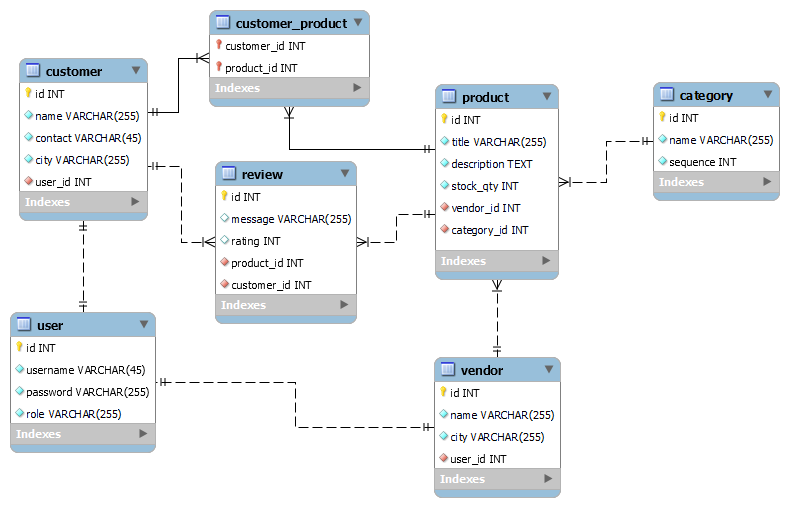 customer_product
customer_id INT
product_id INT
Indexes
customer
id INT
name VARCHAR(255)
contact VARCHAR(45)
city VARCHAR(255)
user_id INT
Indexes
product
id INT
title VARCHAR(255)
description TEXT
stock_qty INT
vendor_id INT
category_id INT
Indexes
category
id INT
name VARCHAR(255)
sequence INT
Indexes
review
id INT
message VARCHAR(255)
rating INT
product_id INT
customer_id INT
Indexes
user
id INT
username VARCHAR(45)
password VARCHAR(255)
role VARCHAR(255)
Indexes
vendor
id INT
name VARCHAR(255)
city VARCHAR(255)
user_id INT
Indexes